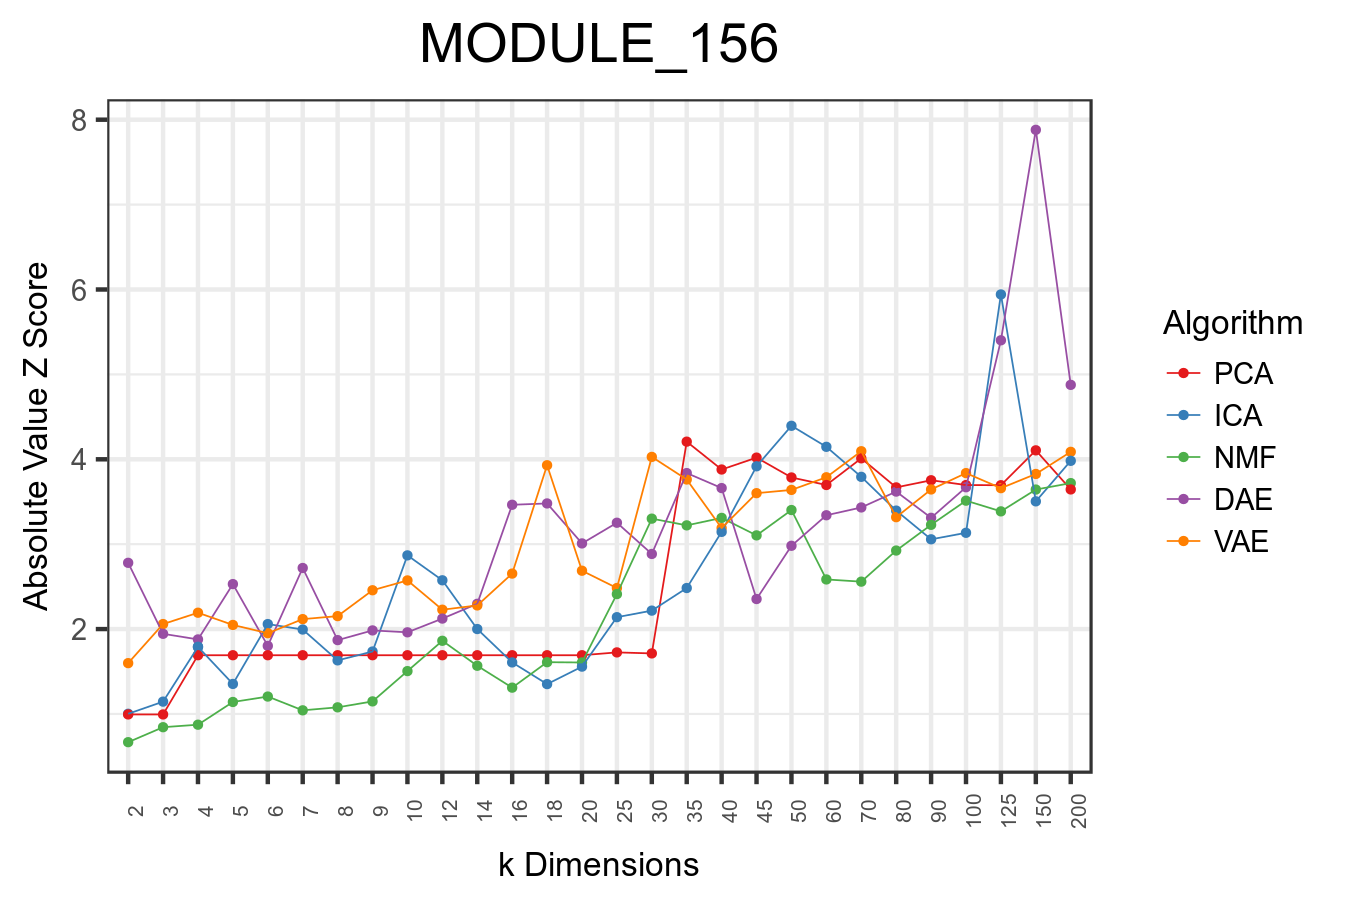 MODULE_156
Absolute Value Z Score
8
6
4
2
2 3 4 5 6 7 8 9 10 12 14 16 18 20 25 30 35 40 45 50 60 70 80 90 100 125 150 200
k Dimensions
Algorithm
PCA
ICA
NMF
DAE
VAE